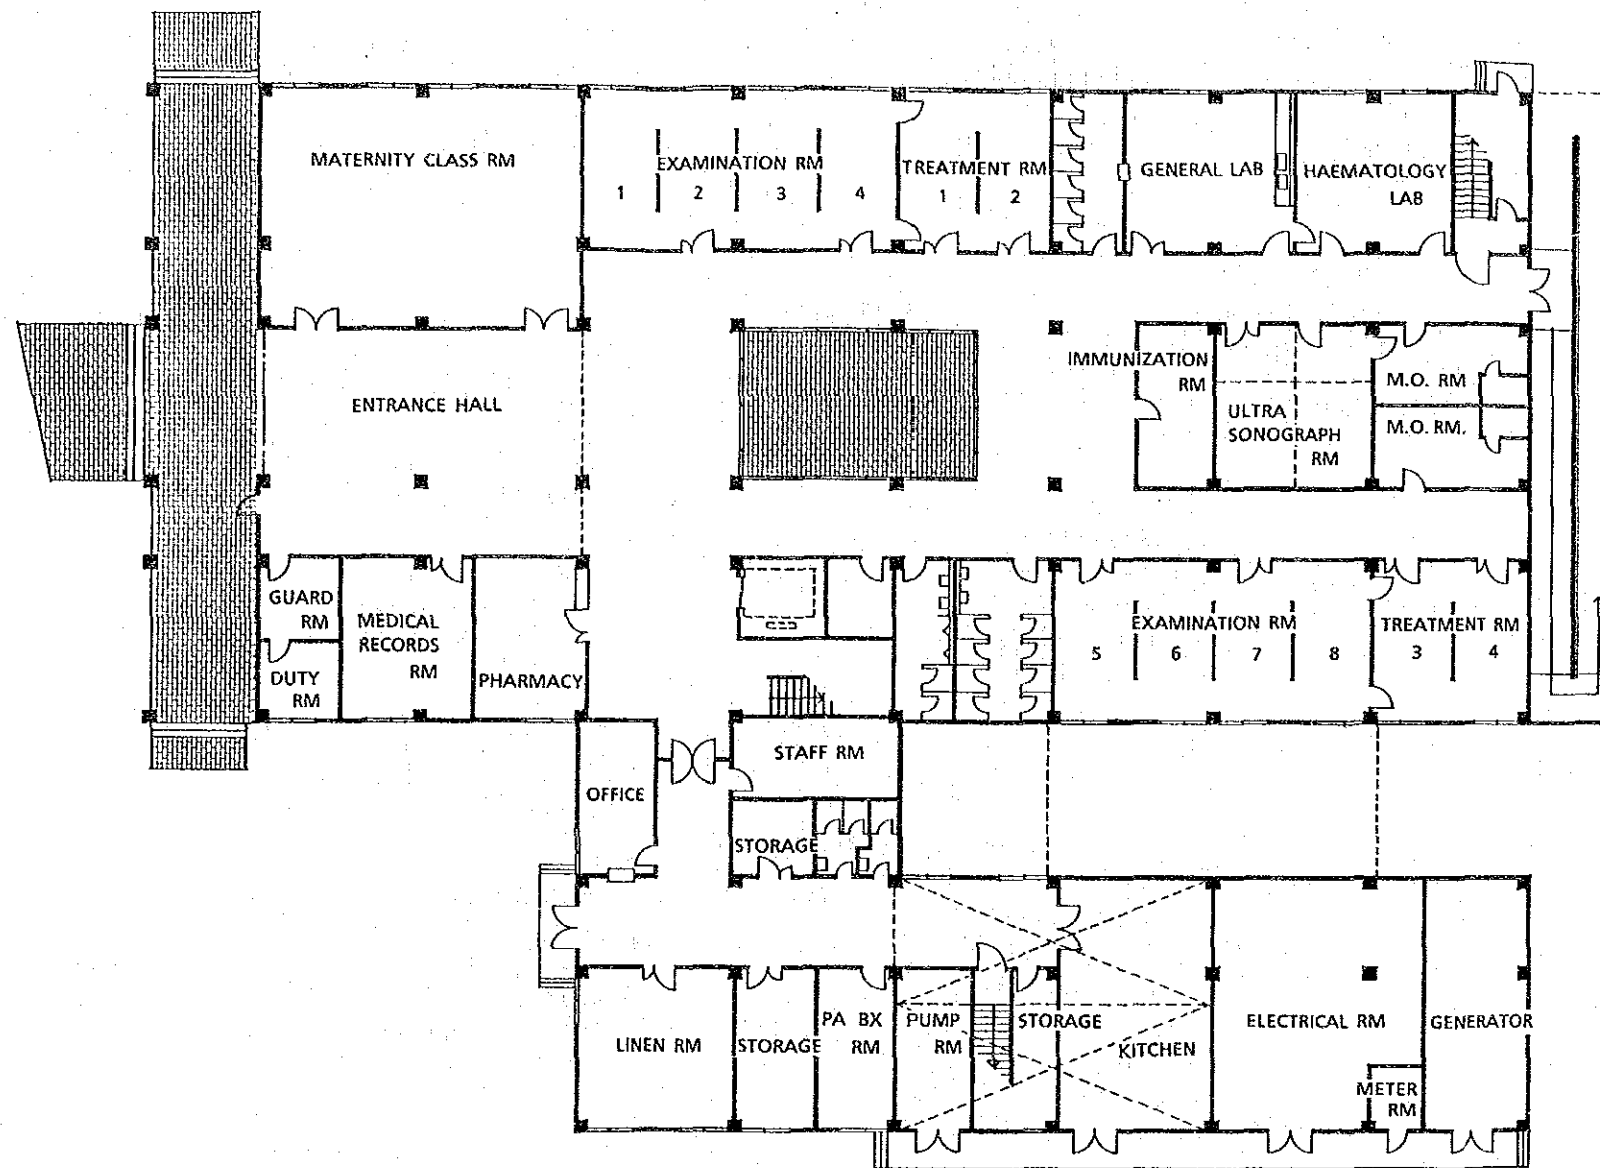 MATERNITY CLASS RM
EXAMINATION RM
1
2
3
4
TREATMENT RM
1
2
GENERAL LAB
HAEMATOLOGY
LAB
ENTRANCE HALL
IMMUNIZATION
RM
ULTRA
SONOGRAPH
RM
M.O. RM
M.O. RM.
GUARD
RM
DUTY
RM
MEDICAL
RECORDS
RM
PHARMACY
EXAMINATION RM
5
6
7
8
TREATMENT RM
3
4
OFFICE
STAFF RM
STORAGE
LINEN RM
STORAGE
PA BX
RM
PUMP
RM
STORAGE
KITCHEN
ELECTRICAL RM
METER
RM
GENERATOR